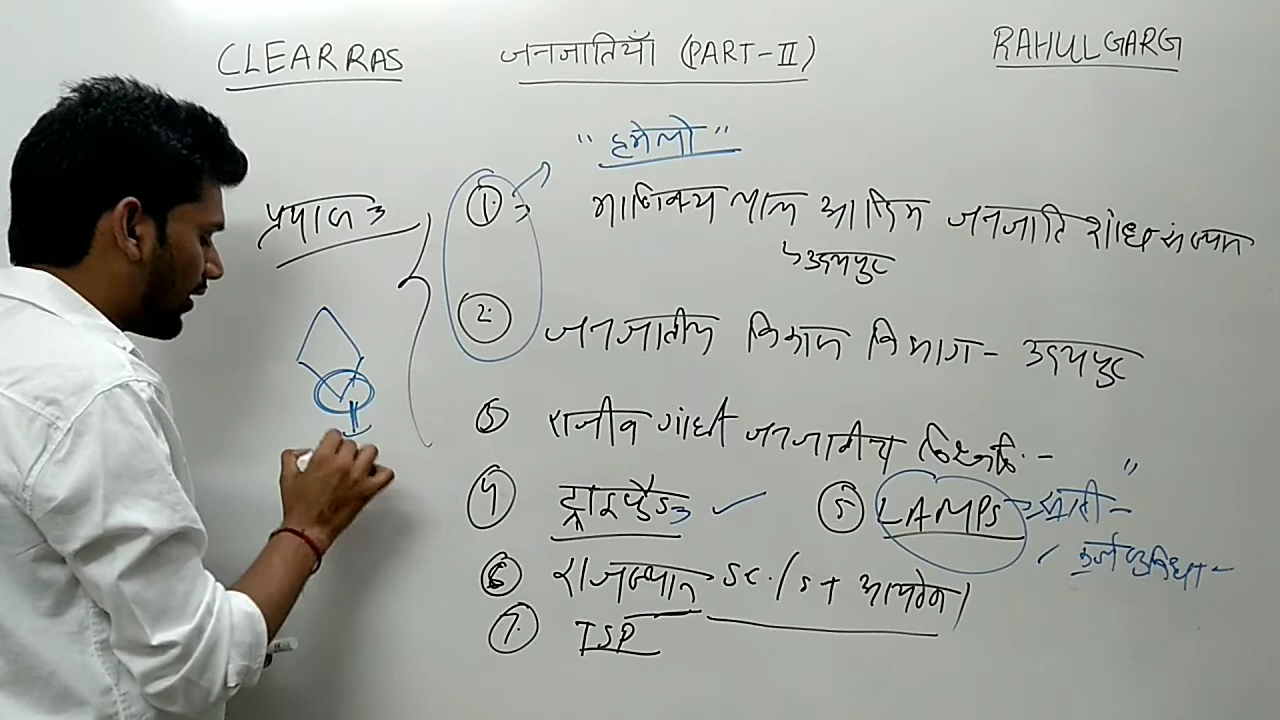 CLEARRAS जनजातियाँ (PART-II) RAHULGARG
"हमेलो"
प्रयास
① माणिक्य लाल आदिम जनजाति शोध संस्थान
↳ उदयपुर
② जनजातीय विकास विभाग - उदयपुर
③ राजीव गांधी जनजातीय विश्ववि. - "
④ ट्राइफैड ✓ ⑤ LAMPs →
⑥ राजस्थान SC./ST आयोग
⑦ TSP